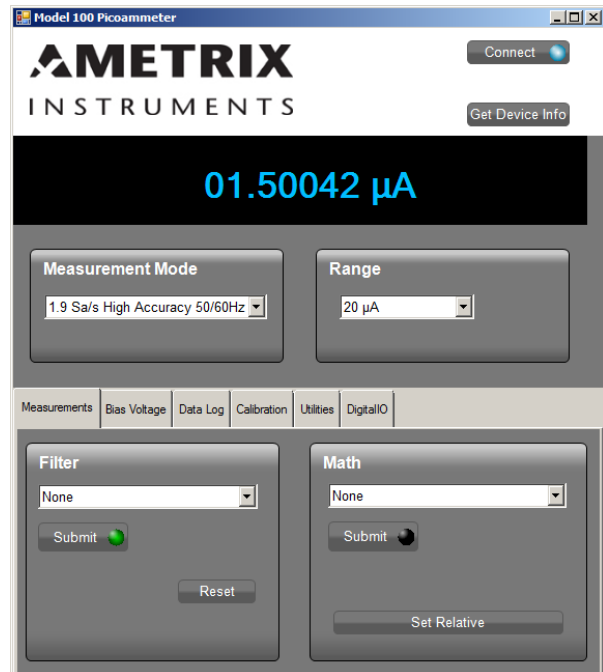 Model 100 Picoammeter
AMETRIX
INSTRUMENTS
Connect
Get Device Info
01.50042 µA
Measurement Mode
1.9 Sa/s High Accuracy 50/60Hz
Range
20 µA
Measurements
Bias Voltage
Data Log
Calibration
Utilities
DigitalIO
Filter
None
Submit
Reset
Math
None
Submit
Set Relative